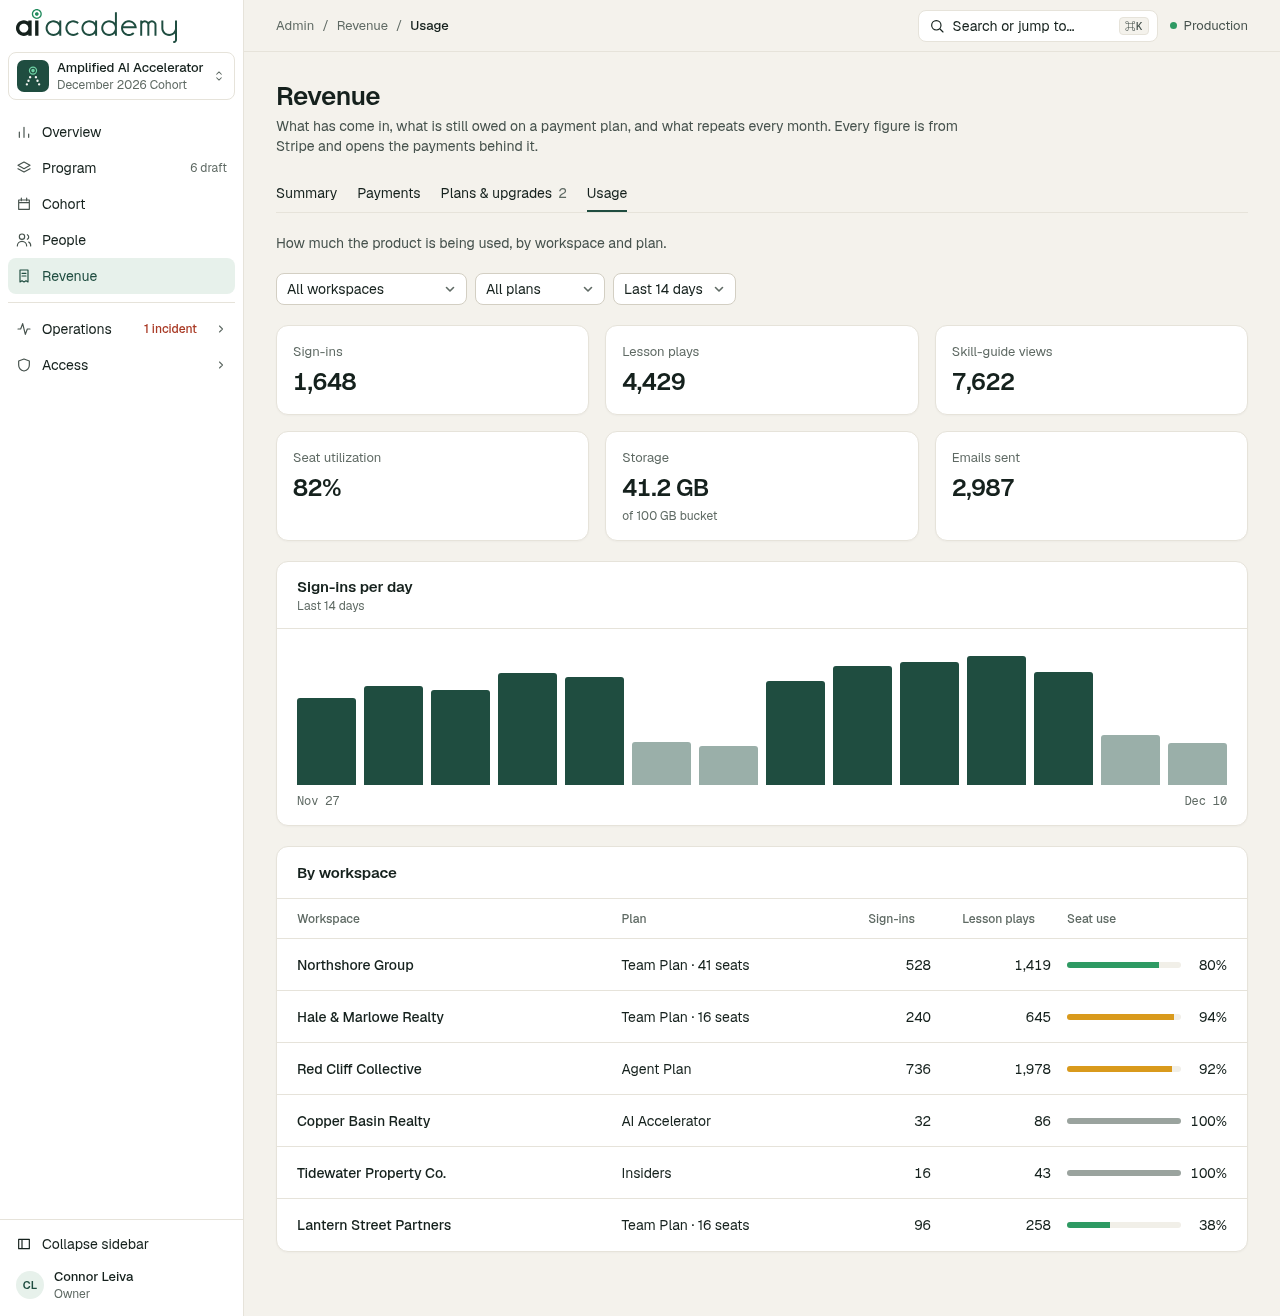 ai academy
Amplified AI Accelerator
December 2026 Cohort
Overview
Program 6 draft
Cohort
People
Revenue
Operations 1 incident
Access
Collapse sidebar
CL
Connor Leiva
Owner
Admin / Revenue / Usage
Search or jump to... ⌘K
Production
Revenue
What has come in, what is still owed on a payment plan, and what repeats every month. Every figure is from
Stripe and opens the payments behind it.
Summary Payments Plans & upgrades 2 Usage
How much the product is being used, by workspace and plan.
All workspaces All plans Last 14 days
Sign-ins
1,648
Lesson plays
4,429
Skill-guide views
7,622
Seat utilization
82%
Storage
41.2 GB
of 100 GB bucket
Emails sent
2,987
Sign-ins per day
Last 14 days
Nov 27 Dec 10
By workspace
Workspace Plan Sign-ins Lesson plays Seat use
Northshore Group Team Plan · 41 seats 528 1,419 80%
Hale & Marlowe Realty Team Plan · 16 seats 240 645 94%
Red Cliff Collective Agent Plan 736 1,978 92%
Copper Basin Realty AI Accelerator 32 86 100%
Tidewater Property Co. Insiders 16 43 100%
Lantern Street Partners Team Plan · 16 seats 96 258 38%